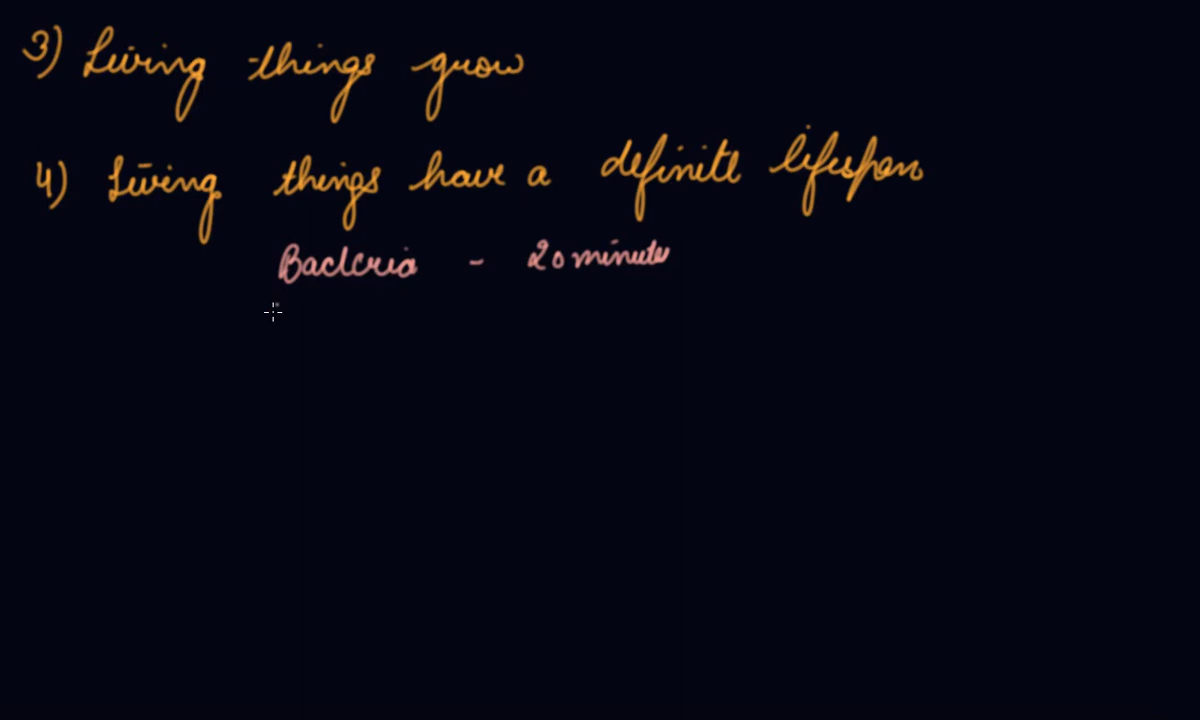 3) Living things grow
4) Living things have a definite lifespan
Bacteria - 20 minute